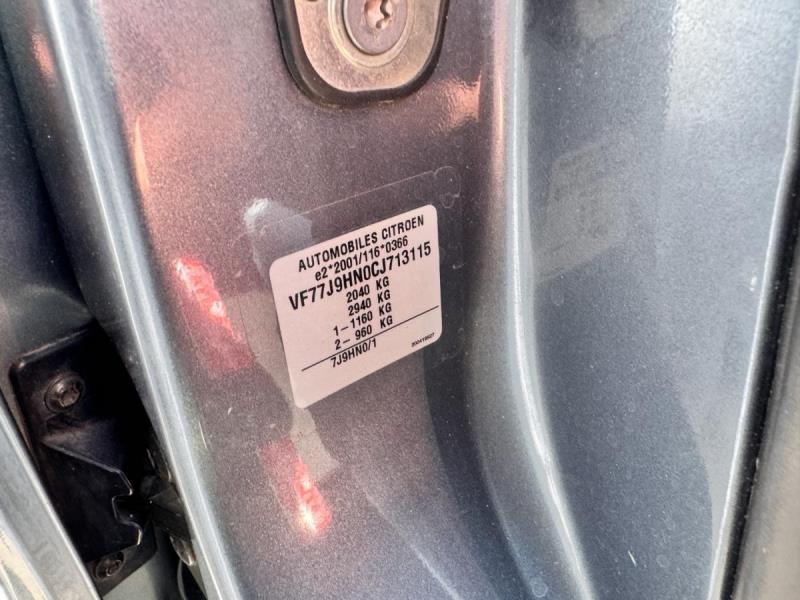 AUTOMOBILES CITROEN
e2*2001/116*0366
VF77J9HN0CJ713115
2040 KG
2940 KG
1-1160 KG
2- 960 KG
7J9HN0/1